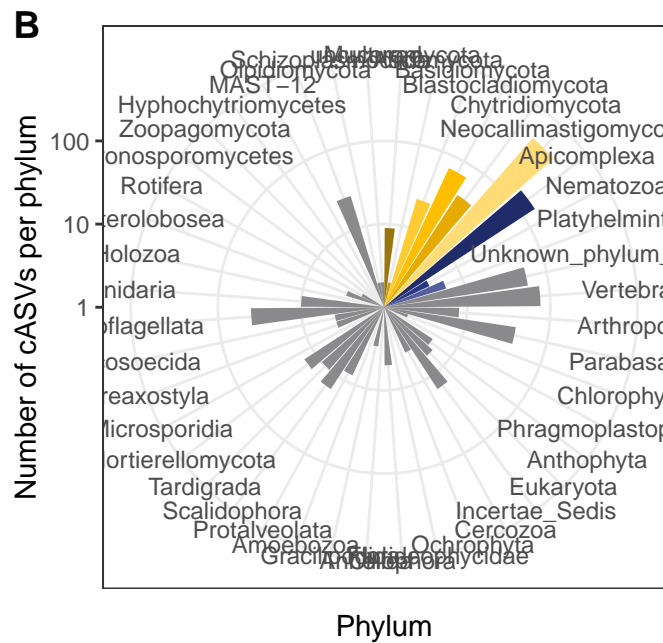 B
Schizoplasmodiida
Olpidiomycota
Basidiomycota
MAST−12
Blastocladiomycota
Hyphochytriomycetes
Chytridiomycota
Zoopagomycota
Neocallimastigomyco
100
onosporomycetes
Apicomplexa
Rotifera
Nematozoa
10
erolobosea
Platyhelmint
Holozoa
Unknown_phylum_
1
nidaria
Vertebra
oflagellata
Arthropo
osoecida
Parabasa
reaxostyla
Chlorophy
Microsporidia
Phragmoplastop
ortierellomycota
Anthophyta
Tardigrada
Eukaryota
Scalidophora
Incertae_Sedis
Protalveolata
Cercozoa
Amoebozoa
Ochrophyta
Number of cASVs per phylum
Phylum